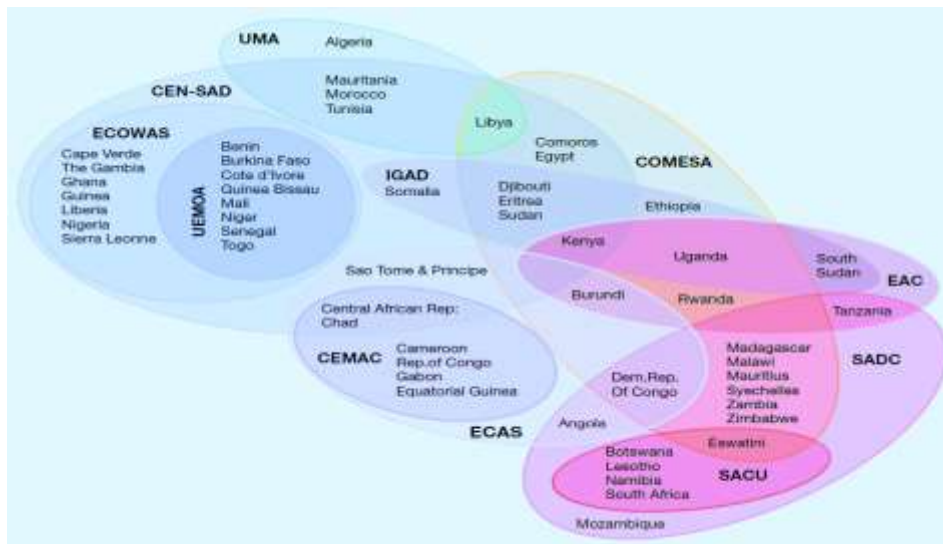 UMA
Algeria
Mauritania
Morocco
Tunisia
CEN-SAD
Libya
ECOWAS
Cape Verde
The Gambia
Ghana
Guinea
Liberia
Nigeria
Sierra Leonne
UEMOA
Benin
Burkina Faso
Cote d'Ivore
Guinea Bissau
Mali
Niger
Senegal
Togo
Comoros
Egypt
COMESA
IGAD
Somalia
Djibouti
Eritrea
Sudan
Ethiopia
Kenya
Uganda
South
Sudan
EAC
Sao Tome & Principe
Burundi
Rwanda
Tanzania
Central African Rep:
Chad
CEMAC
Cameroon
Rep.of Congo
Gabon
Equatorial Guinea
ECAS
Dem.Rep.
Of Congo
Angola
Madagascar
Malawi
Mauritius
Syechelles
Zambia
Zimbabwe
SADC
Eswatini
Botswana
Lesotho
Namibia
South Africa
SACU
Mozambique